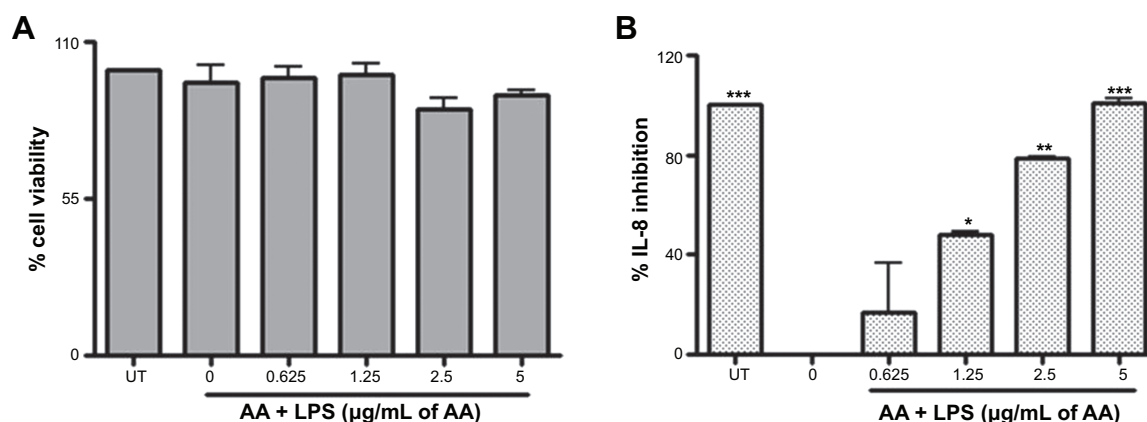 A
110
55
0
% cell viability
UT 0 0.625 1.25 2.5 5
AA + LPS (µg/mL of AA)
B
120
80
40
0
% IL-8 inhibition
*** * ** ***
UT 0 0.625 1.25 2.5 5
AA + LPS (µg/mL of AA)